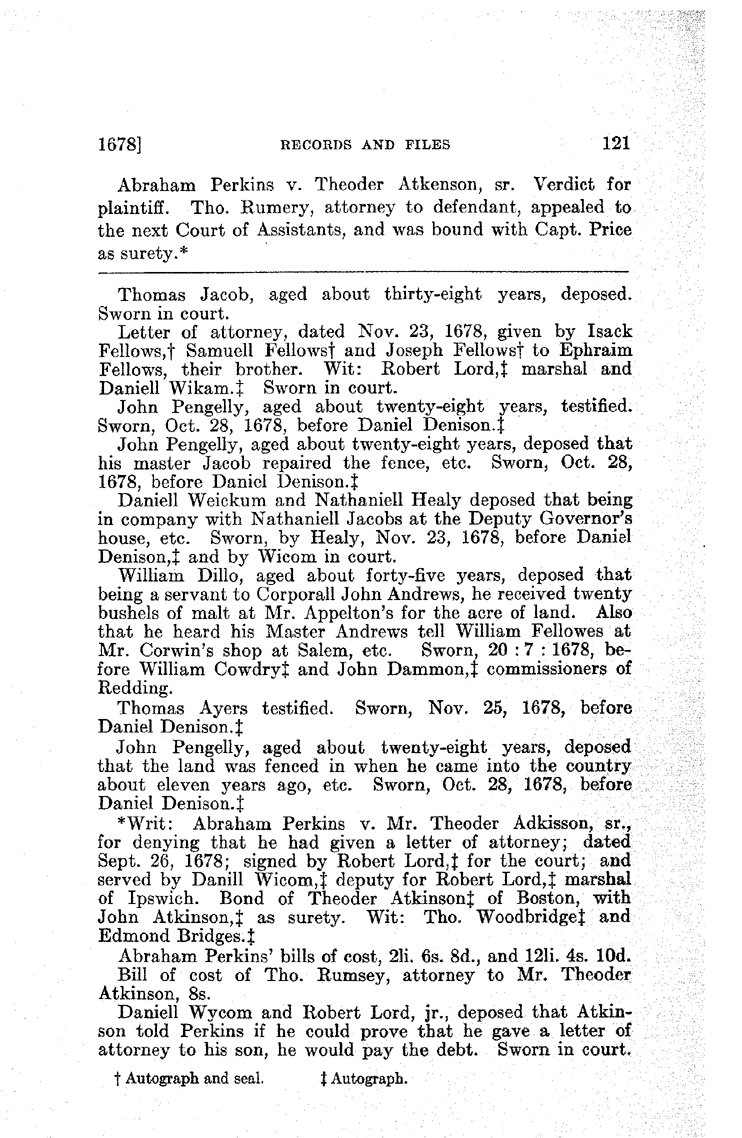 1678] RECORDS AND FILES 121
Abraham Perkins v. Theoder Atkenson, sr. Verdict for
plaintiff. Tho. Rumery, attorney to defendant, appealed to
the next Court of Assistants, and was bound with Capt. Price
as surety.*
Thomas Jacob, aged about thirty-eight years, deposed.
Sworn in court.
Letter of attorney, dated Nov. 23, 1678, given by Isack
Fellows,† Samuell Fellows† and Joseph Fellows† to Ephraim
Fellows, their brother. Wit: Robert Lord,‡ marshal and
Daniell Wikam.‡ Sworn in court.
John Pengelly, aged about twenty-eight years, testified.
Sworn, Oct. 28, 1678, before Daniel Denison.‡
John Pengelly, aged about twenty-eight years, deposed that
his master Jacob repaired the fence, etc. Sworn, Oct. 28,
1678, before Daniel Denison.‡
Daniell Weickum and Nathaniell Healy deposed that being
in company with Nathaniell Jacobs at the Deputy Governor's
house, etc. Sworn, by Healy, Nov. 23, 1678, before Daniel
Denison,‡ and by Wicom in court.
William Dillo, aged about forty-five years, deposed that
being a servant to Corporall John Andrews, he received twenty
bushels of malt at Mr. Appelton's for the acre of land. Also
that he heard his Master Andrews tell William Fellowes at
Mr. Corwin's shop at Salem, etc. Sworn, 20 : 7 : 1678, be-
fore William Cowdry‡ and John Dammon,‡ commissioners of
Redding.
Thomas Ayers testified. Sworn, Nov. 25, 1678, before
Daniel Denison.‡
John Pengelly, aged about twenty-eight years, deposed
that the land was fenced in when he came into the country
about eleven years ago, etc. Sworn, Oct. 28, 1678, before
Daniel Denison.‡
*Writ: Abraham Perkins v. Mr. Theoder Adkisson, sr.,
for denying that he had given a letter of attorney; dated
Sept. 26, 1678; signed by Robert Lord,‡ for the court; and
served by Danill Wicom,‡ deputy for Robert Lord,‡ marshal
of Ipswich. Bond of Theoder Atkinson‡ of Boston, with
John Atkinson,‡ as surety. Wit: Tho. Woodbridge‡ and
Edmond Bridges.‡
Abraham Perkins' bills of cost, 2li. 6s. 8d., and 12li. 4s. 10d.
Bill of cost of Tho. Rumsey, attorney to Mr. Theoder
Atkinson, 8s.
Daniell Wycom and Robert Lord, jr., deposed that Atkin-
son told Perkins if he could prove that he gave a letter of
attorney to his son, he would pay the debt. Sworn in court.
† Autograph and seal. ‡ Autograph.